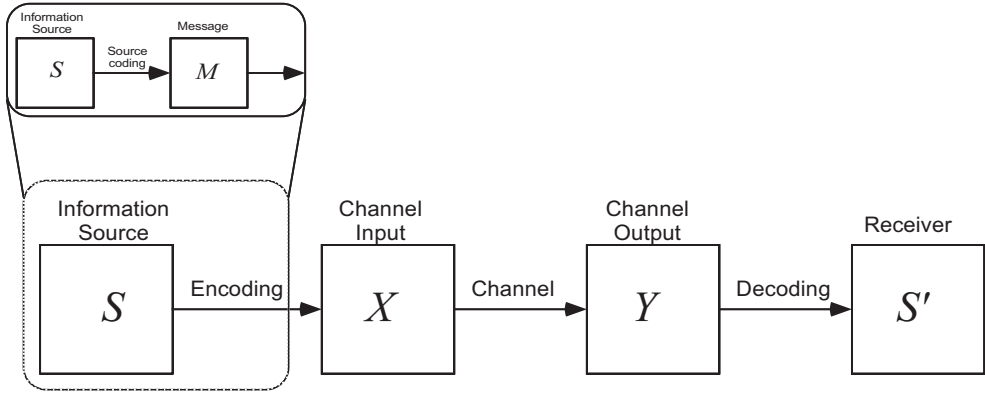 Information
Source
Message
S
Source
coding
M
Information
Source
Channel
Input
Channel
Output
Receiver
S
Encoding
X
Channel
Y
Decoding
S′